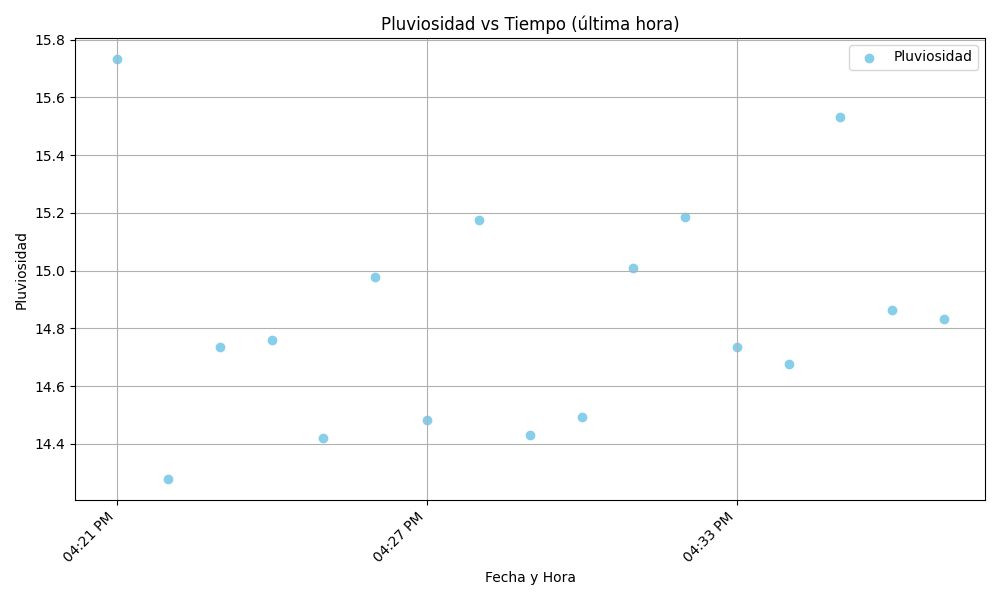 Pluviosidad vs Tiempo (última hora)
Pluviosidad
15.8
15.6
15.4
15.2
15.0
14.8
14.6
14.4
Pluviosidad
04:21 PM
04:27 PM
04:33 PM
Fecha y Hora